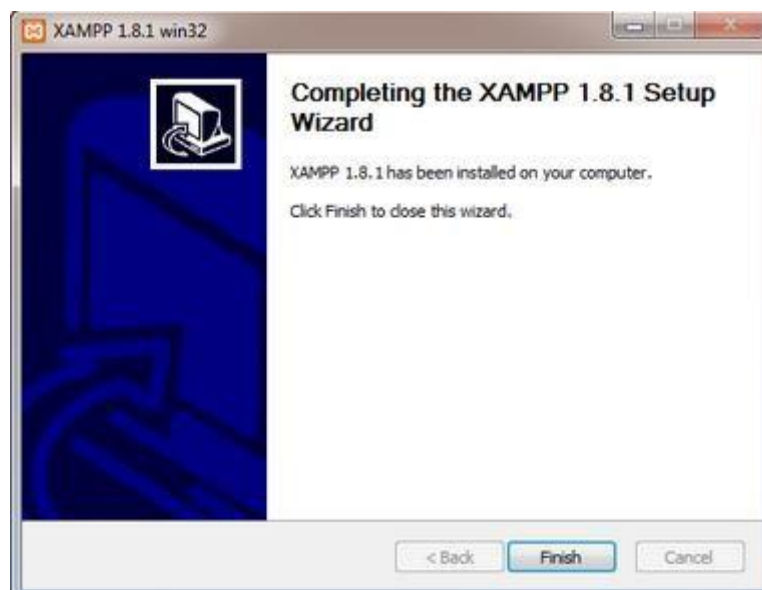 XAMPP 1.8.1 win32
Completing the XAMPP 1.8.1 Setup
Wizard
XAMPP 1.8.1 has been installed on your computer.
Click Finish to close this wizard.
< Back
Finish
Cancel